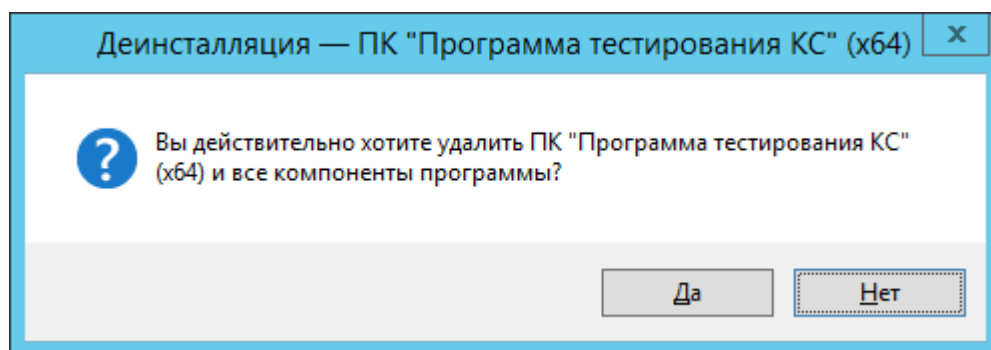 Деинсталляция — ПК "Программа тестирования КС" (x64)
x
Вы действительно хотите удалить ПК "Программа тестирования КС"
(x64) и все компоненты программы?
Да
Нет